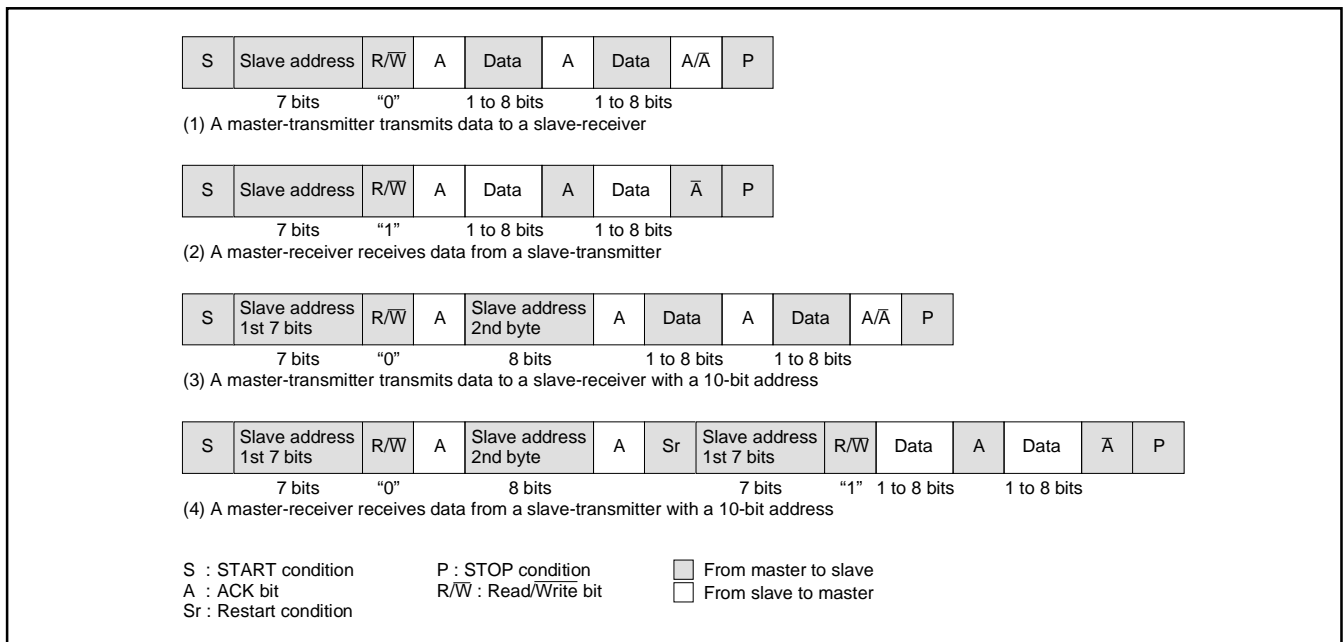 S Slave address R/W̅ A Data A Data A/A̅ P
7 bits “0” 1 to 8 bits 1 to 8 bits
(1) A master-transmitter transmits data to a slave-receiver
S Slave address R/W̅ A Data A Data A̅ P
7 bits “1” 1 to 8 bits 1 to 8 bits
(2) A master-receiver receives data from a slave-transmitter
S Slave address 1st 7 bits R/W̅ A Slave address 2nd byte A Data A Data A/A̅ P
7 bits “0” 8 bits 1 to 8 bits 1 to 8 bits
(3) A master-transmitter transmits data to a slave-receiver with a 10-bit address
S Slave address 1st 7 bits R/W̅ A Slave address 2nd byte A Sr Slave address 1st 7 bits R/W̅ Data A Data A̅ P
7 bits “0” 8 bits 7 bits “1” 1 to 8 bits 1 to 8 bits
(4) A master-receiver receives data from a slave-transmitter with a 10-bit address
S : START condition P : STOP condition From master to slave
A : ACK bit R/W̅ : Read/W̅r̅i̅t̅e̅ bit From slave to master
Sr : Restart condition